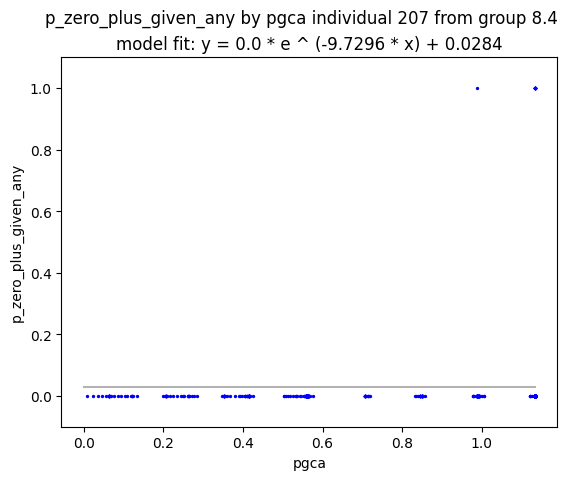 p_zero_plus_given_any by pgca individual 207 from group 8.4
model fit: y = 0.0 * e ^ (-9.7296 * x) + 0.0284
1.0
0.8
0.6
0.4
0.2
0.0
p_zero_plus_given_any
0.0 0.2 0.4 0.6 0.8 1.0
pgca